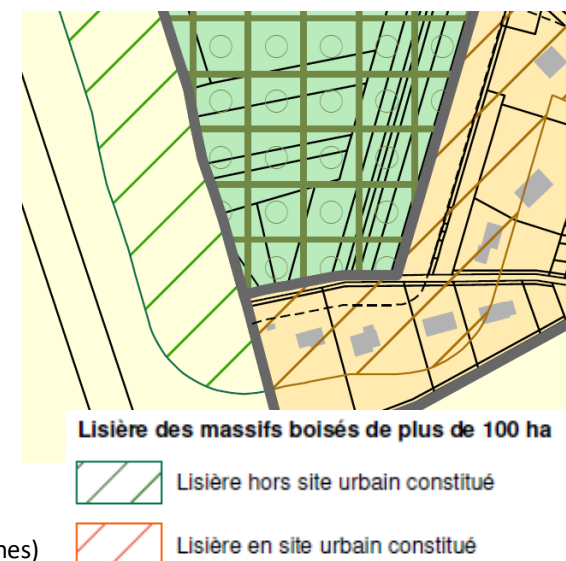 Lisière des massifs boisés de plus de 100 ha
Lisière hors site urbain constitué
Lisière en site urbain constitué
nes)